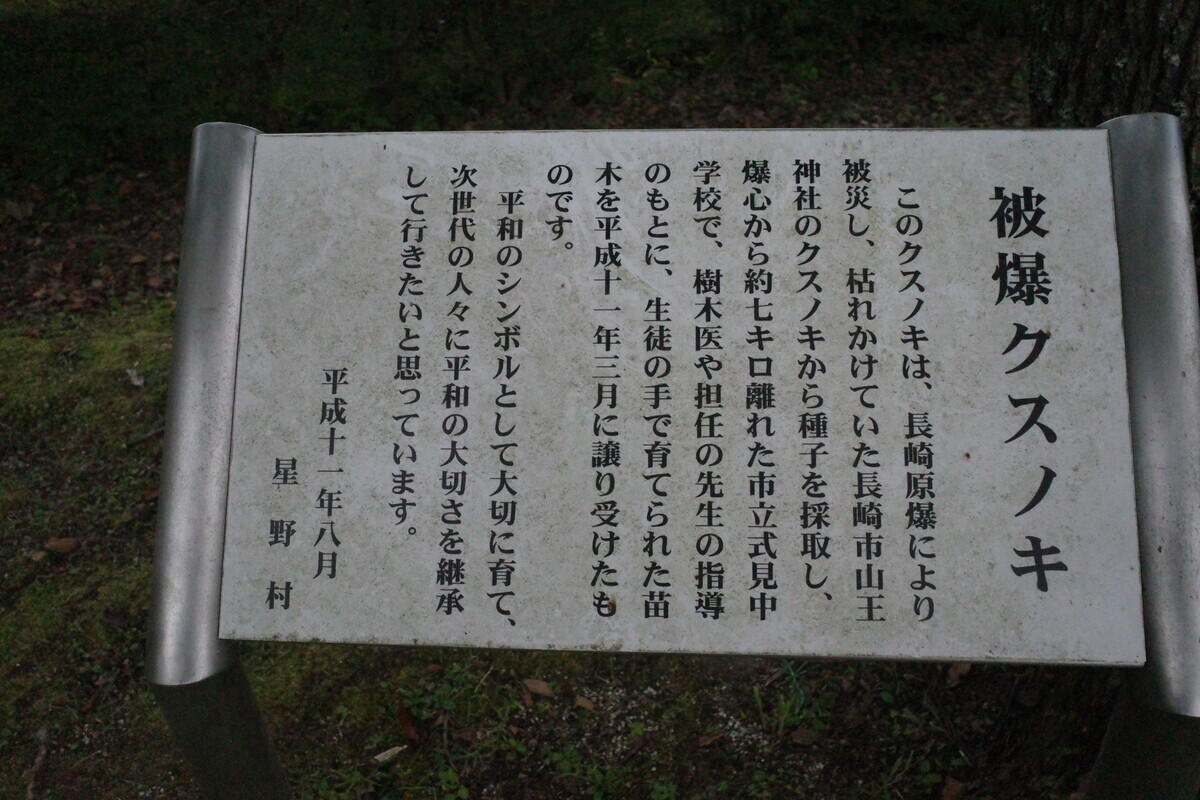 被爆クスノキ
このクスノキは、長崎原爆により
被災し、枯れかけていた長崎市山王
神社のクスノキから種子を採取し、
爆心から約七キロ離れた市立式見中
学校で、樹木医や担任の先生の指導
のもとに、生徒の手で育てられた苗
木を平成十一年三月に譲り受けたも
のです。
平和のシンボルとして大切に育て、
次世代の人々に平和の大切さを継承
して行きたいと思っています。
平成十一年八月
星野村